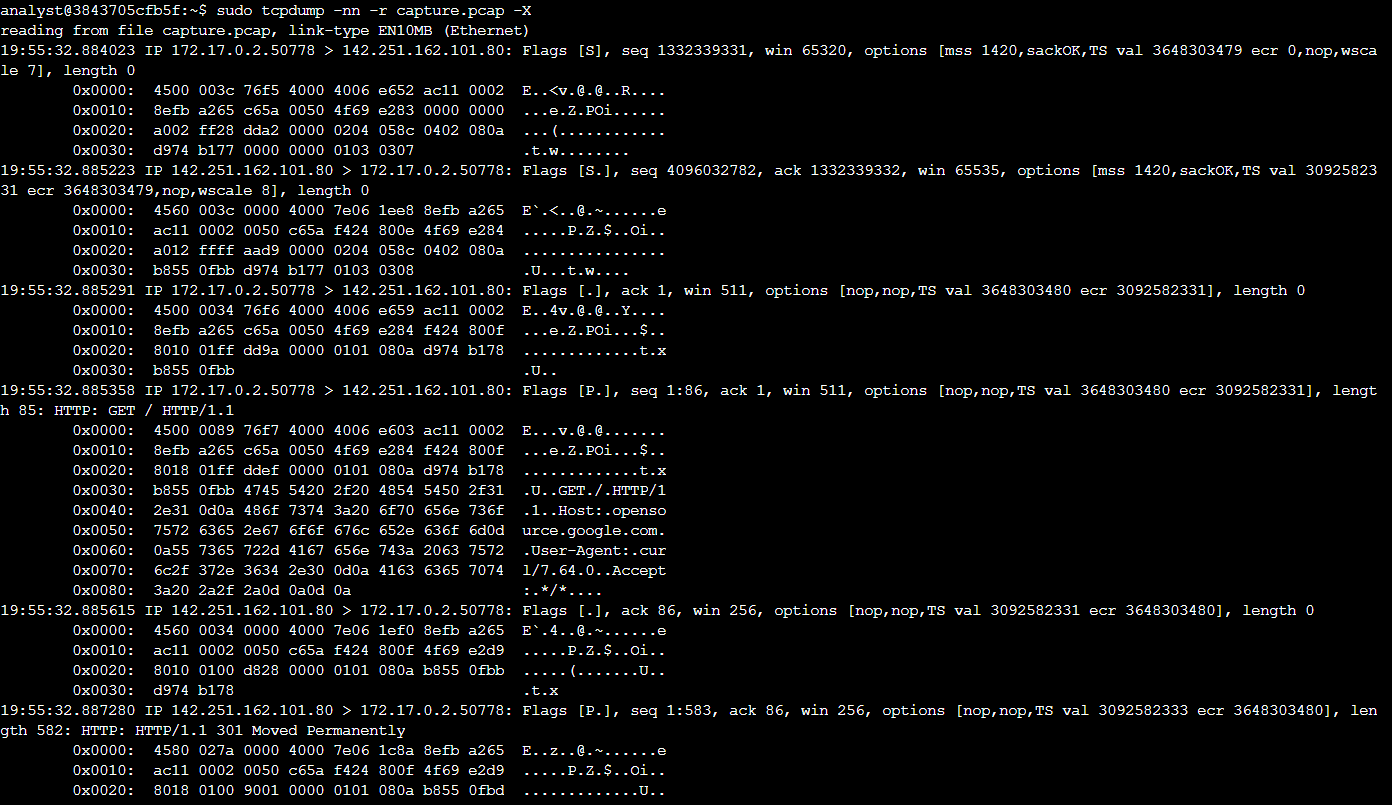 analyst@3843705cfb5f:~$ sudo tcpdump -nn -r capture.pcap -X
reading from file capture.pcap, link-type EN10MB (Ethernet)
19:55:32.884023 IP 172.17.0.2.50778 > 142.251.162.101.80: Flags [S], seq 1332339331, win 65320, options [mss 1420,sackOK,TS val 3648303479 ecr 0,nop,wsca
le 7], length 0
        0x0000:  4500 003c 76f5 4000 4006 e652 ac11 0002  E..<v.@.@..R....
        0x0010:  8efb a265 c65a 0050 4f69 e283 0000 0000  ...e.Z.POi......
        0x0020:  a002 ff28 dda2 0000 0204 058c 0402 080a  ...(............
        0x0030:  d974 b177 0000 0000 0103 0307            .t.w........
19:55:32.885223 IP 142.251.162.101.80 > 172.17.0.2.50778: Flags [S.], seq 4096032782, ack 1332339332, win 65535, options [mss 1420,sackOK,TS val 30925823
31 ecr 3648303479,nop,wscale 8], length 0
        0x0000:  4560 003c 0000 4000 7e06 1ee8 8efb a265  E`.<..@.~......e
        0x0010:  ac11 0002 0050 c65a f424 800e 4f69 e284  .....P.Z.$..Oi..
        0x0020:  a012 ffff aad9 0000 0204 058c 0402 080a  ................
        0x0030:  b855 0fbb d974 b177 0103 0308            .U...t.w....
19:55:32.885291 IP 172.17.0.2.50778 > 142.251.162.101.80: Flags [.], ack 1, win 511, options [nop,nop,TS val 3648303480 ecr 3092582331], length 0
        0x0000:  4500 0034 76f6 4000 4006 e659 ac11 0002  E..4v.@.@..Y....
        0x0010:  8efb a265 c65a 0050 4f69 e284 f424 800f  ...e.Z.POi...$..
        0x0020:  8010 01ff dd9a 0000 0101 080a d974 b178  .............t.x
        0x0030:  b855 0fbb                                .U..
19:55:32.885358 IP 172.17.0.2.50778 > 142.251.162.101.80: Flags [P.], seq 1:86, ack 1, win 511, options [nop,nop,TS val 3648303480 ecr 3092582331], lengt
h 85: HTTP: GET / HTTP/1.1
        0x0000:  4500 0089 76f7 4000 4006 e603 ac11 0002  E...v.@.@.......
        0x0010:  8efb a265 c65a 0050 4f69 e284 f424 800f  ...e.Z.POi...$..
        0x0020:  8018 01ff ddef 0000 0101 080a d974 b178  .............t.x
        0x0030:  b855 0fbb 4745 5420 2f20 4854 5450 2f31  .U..GET./.HTTP/1
        0x0040:  2e31 0d0a 486f 7374 3a20 6f70 656e 736f  .1..Host:.openso
        0x0050:  7572 6365 2e67 6f6f 676c 652e 636f 6d0d  urce.google.com.
        0x0060:  0a55 7365 722d 4167 656e 743a 2063 7572  .User-Agent:.cur
        0x0070:  6c2f 372e 3634 2e30 0d0a 4163 6365 7074  l/7.64.0..Accept
        0x0080:  3a20 2a2f 2a0d 0a0d 0a                   :.*/*....
19:55:32.885615 IP 142.251.162.101.80 > 172.17.0.2.50778: Flags [.], ack 86, win 256, options [nop,nop,TS val 3092582331 ecr 3648303480], length 0
        0x0000:  4560 0034 0000 4000 7e06 1ef0 8efb a265  E`.4..@.~......e
        0x0010:  ac11 0002 0050 c65a f424 800f 4f69 e2d9  .....P.Z.$..Oi..
        0x0020:  8010 0100 d828 0000 0101 080a b855 0fbb  .....(.......U..
        0x0030:  d974 b178                                .t.x
19:55:32.887280 IP 142.251.162.101.80 > 172.17.0.2.50778: Flags [P.], seq 1:583, ack 86, win 256, options [nop,nop,TS val 3092582333 ecr 3648303480], len
gth 582: HTTP: HTTP/1.1 301 Moved Permanently
        0x0000:  4580 027a 0000 4000 7e06 1c8a 8efb a265  E..z..@.~......e
        0x0010:  ac11 0002 0050 c65a f424 800f 4f69 e2d9  .....P.Z.$..Oi..
        0x0020:  8018 0100 9001 0000 0101 080a b855 0fbd  .............U..